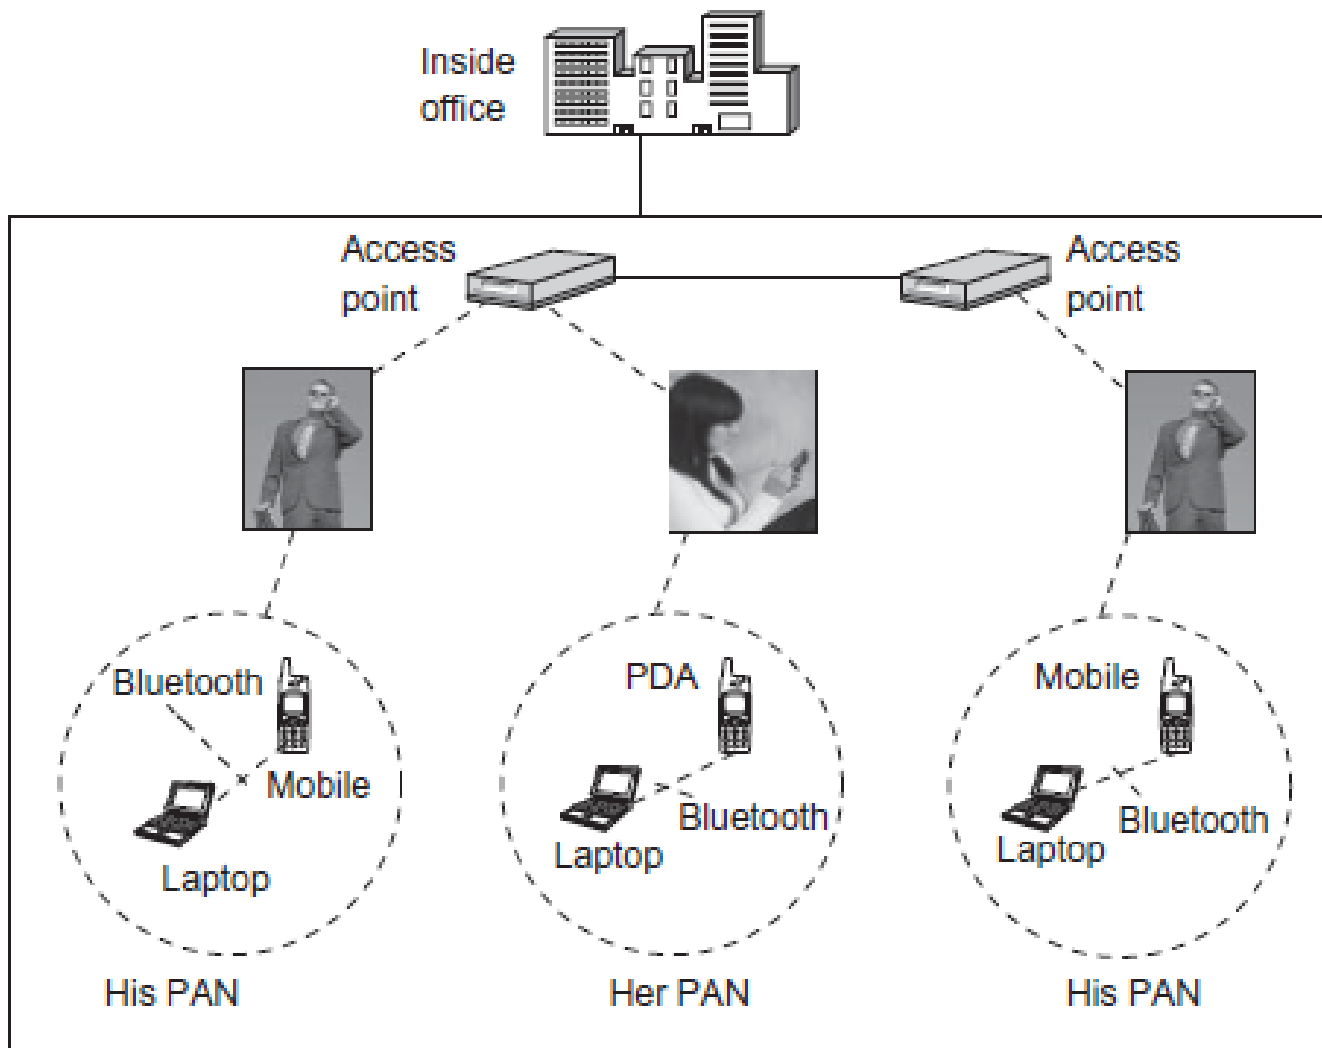 Inside
office
Access
point
Access
point
Bluetooth
Mobile
Laptop
PDA
Bluetooth
Laptop
Mobile
Bluetooth
Laptop
His PAN
Her PAN
His PAN